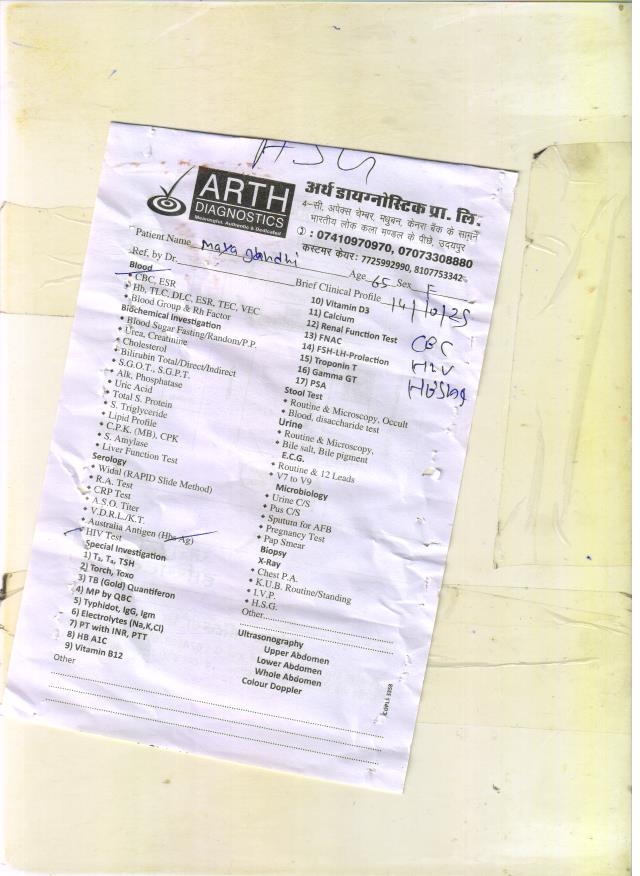 HSG
ARTH
DIAGNOSTICS
Meaningful, Authentic & Dedicated
अर्थ डायग्नोस्टिक प्रा. लि.
4-सी, अपेक्स चेम्बर, मधुबन, केनरा बैंक के सामने
भारतीय लोक कला मण्डल के पीछे, उदयपुर
: 07410970970, 07073308880
कस्टमर केयर : 7725992990, 8107753342
Patient Name Maya gandhi Age 65 Sex F
Ref. by Dr. Brief Clinical Profile 14/10/25
Blood
CBC, ESR
Hb, TLC, DLC, ESR, TEC, VEC
Blood Group & Rh Factor
Biochemical Investigation
Blood Sugar Fasting/Random/P.P.
Urea, Creatinine
Cholesterol
Bilirubin Total/Direct/Indirect
S.G.O.T., S.G.P.T.
Alk, Phosphatase
Uric Acid
Total S. Protein
S. Triglyceride
Lipid Profile
C.P.K. (MB), CPK
S. Amylase
Liver Function Test
Serology
Widal (RAPID Slide Method)
R.A. Test
CRP Test
A.S.O. Titer
V.D.R.L./K.T.
Australia Antigen (Hbs Ag)
HIV Test
Special Investigation
1) T₃, T₄, TSH
2) Torch, Toxo
3) TB (Gold) Quantiferon
4) MP by QBC
5) Typhidot, IgG, Igm
6) Electrolytes (Na,K,Cl)
7) PT with INR, PTT
8) HB A1C
9) Vitamin B12
Other
10) Vitamin D3
11) Calcium
12) Renal Function Test
13) FNAC
14) FSH-LH-Prolaction
15) Troponin T
16) Gamma GT
17) PSA
CBC
HIV
HBsAg
Stool Test
Routine & Microscopy, Occult
Blood, disaccharide test
Urine
Routine & Microscopy,
Bile salt, Bile pigment
E.C.G.
Routine & 12 Leads
V7 to V9
Microbiology
Urine C/S
Pus C/S
Sputum for AFB
Pregnancy Test
Pap Smear
Biopsy
X-Ray
Chest P.A.
K.U.B. Routine/Standing
I.V.P.
H.S.G.
Other
Ultrasonography
Upper Abdomen
Lower Abdomen
Whole Abdomen
Colour Doppler